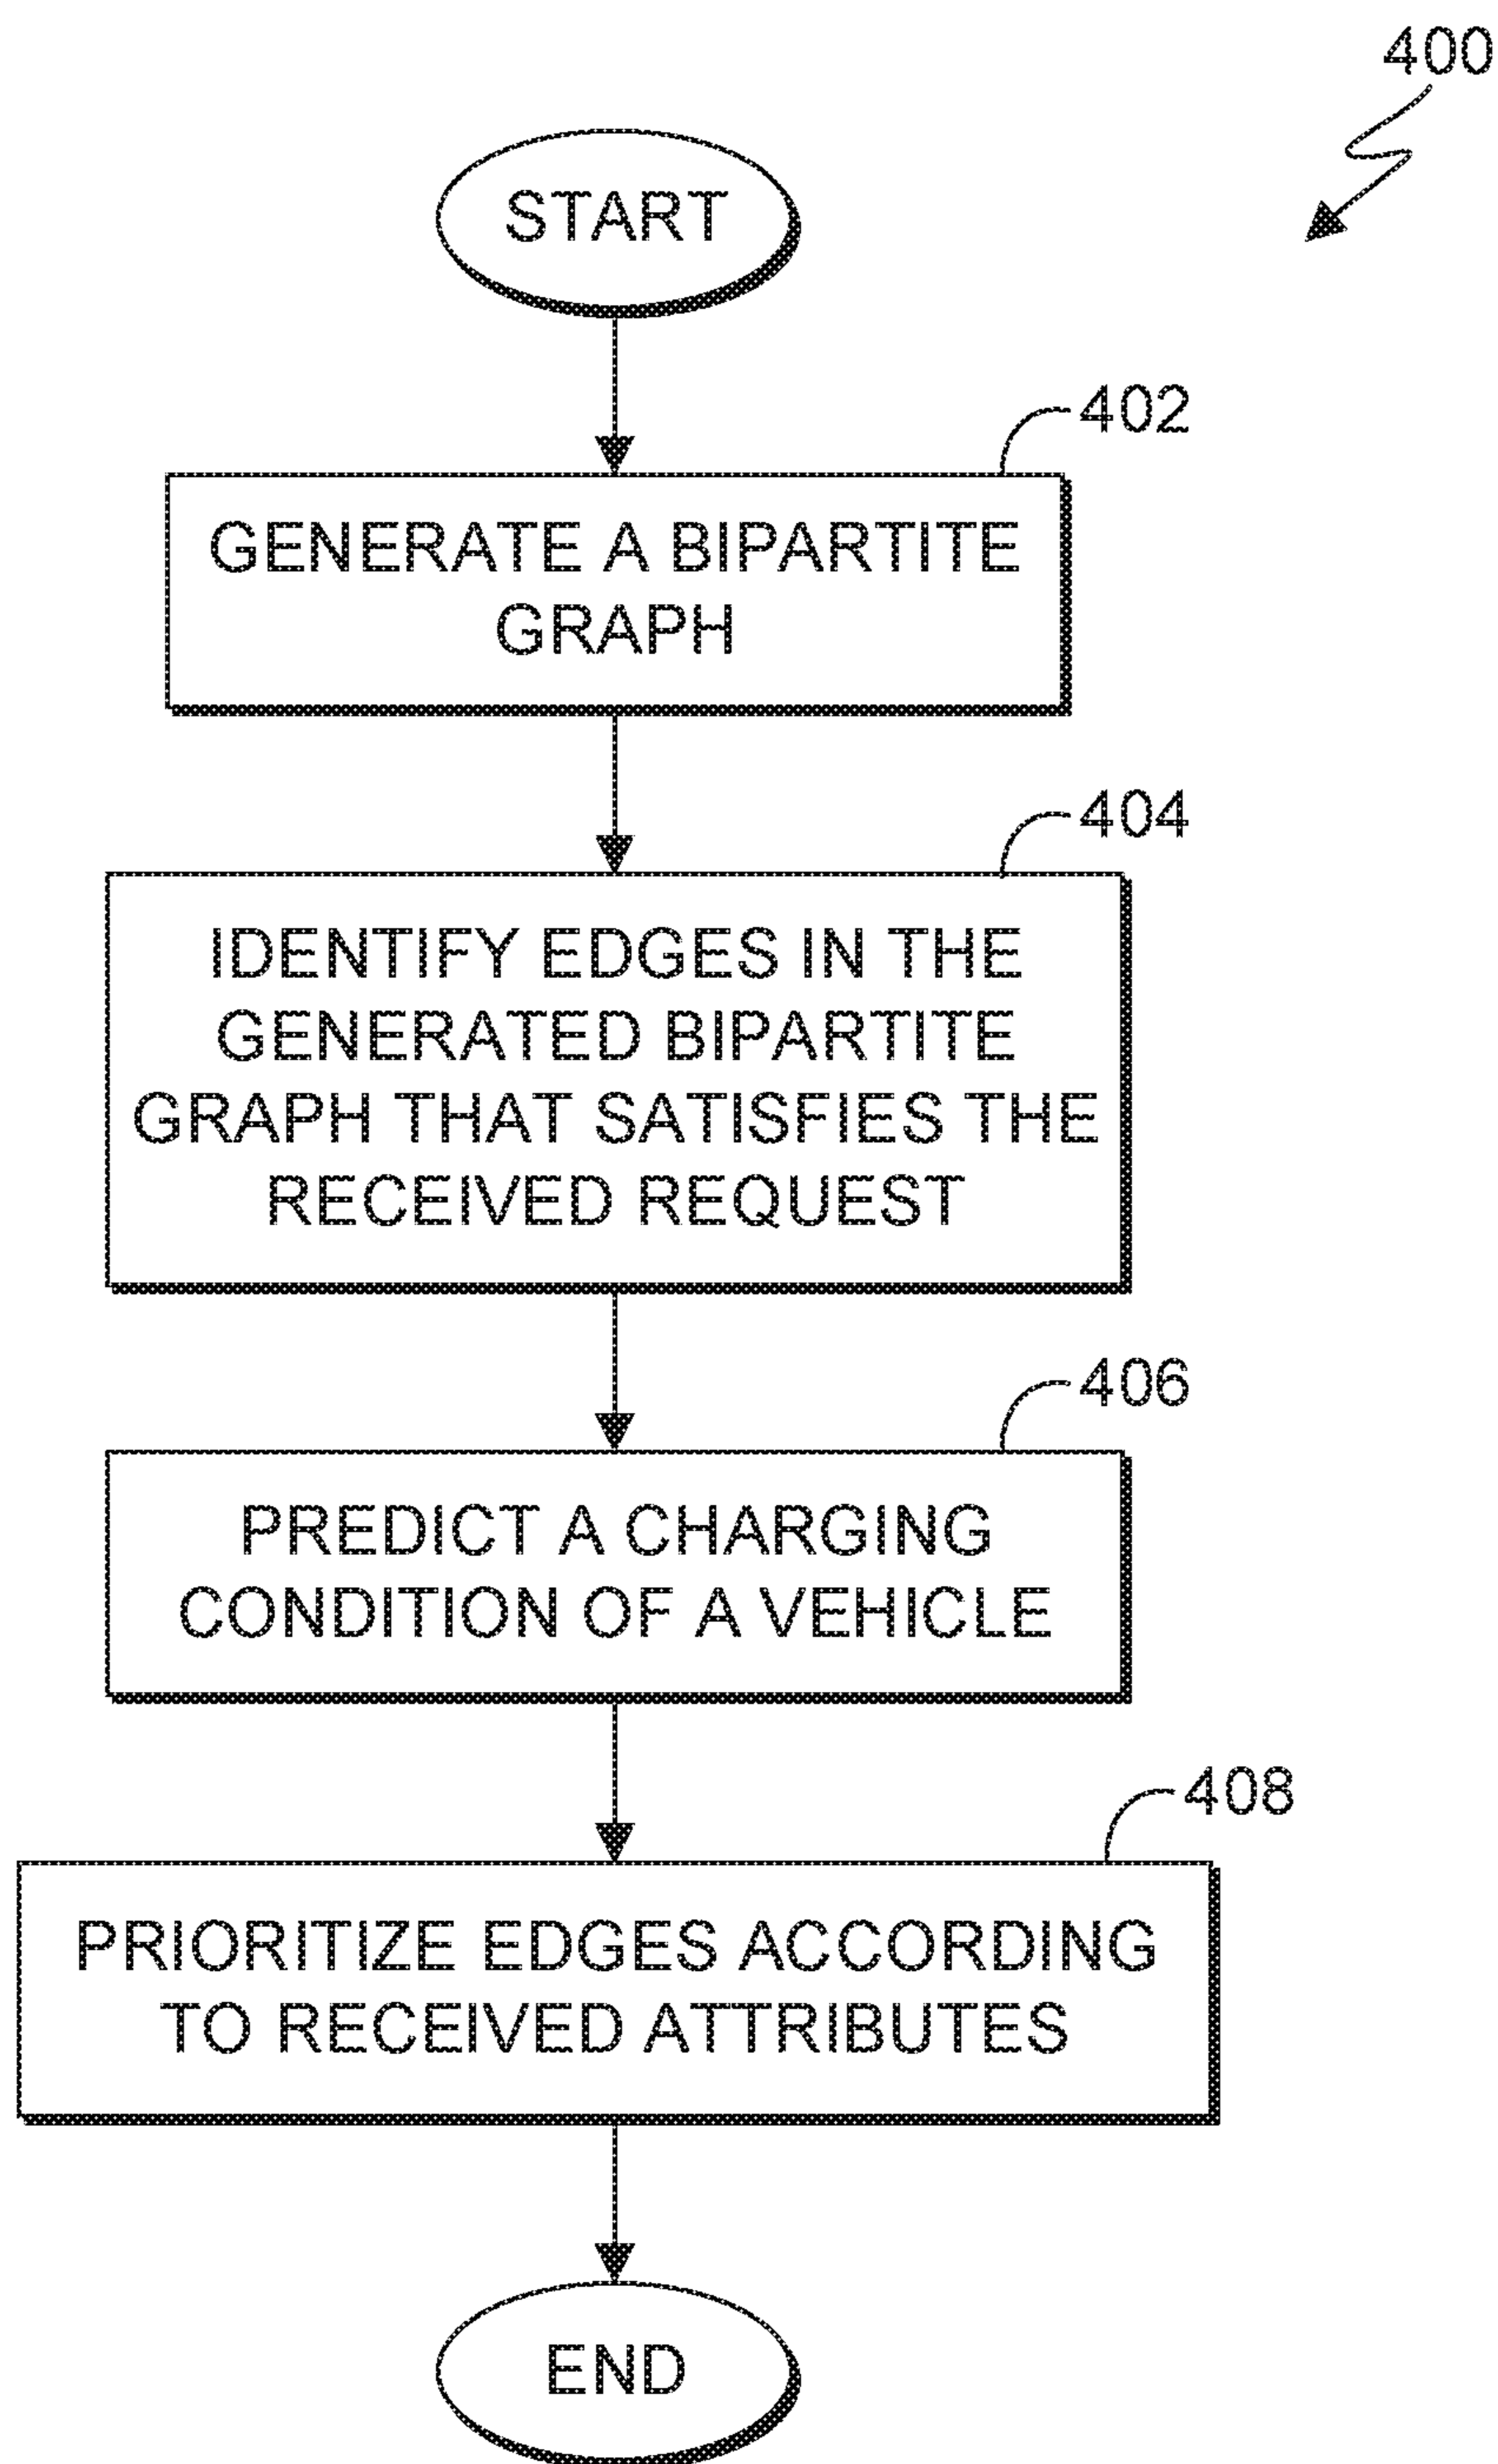 400
START
402
GENERATE A BIPARTITE
GRAPH
404
IDENTIFY EDGES IN THE
GENERATED BIPARTITE
GRAPH THAT SATISFIES THE
RECEIVED REQUEST
406
PREDICT A CHARGING
CONDITION OF A VEHICLE
408
PRIORITIZE EDGES ACCORDING
TO RECEIVED ATTRIBUTES
END